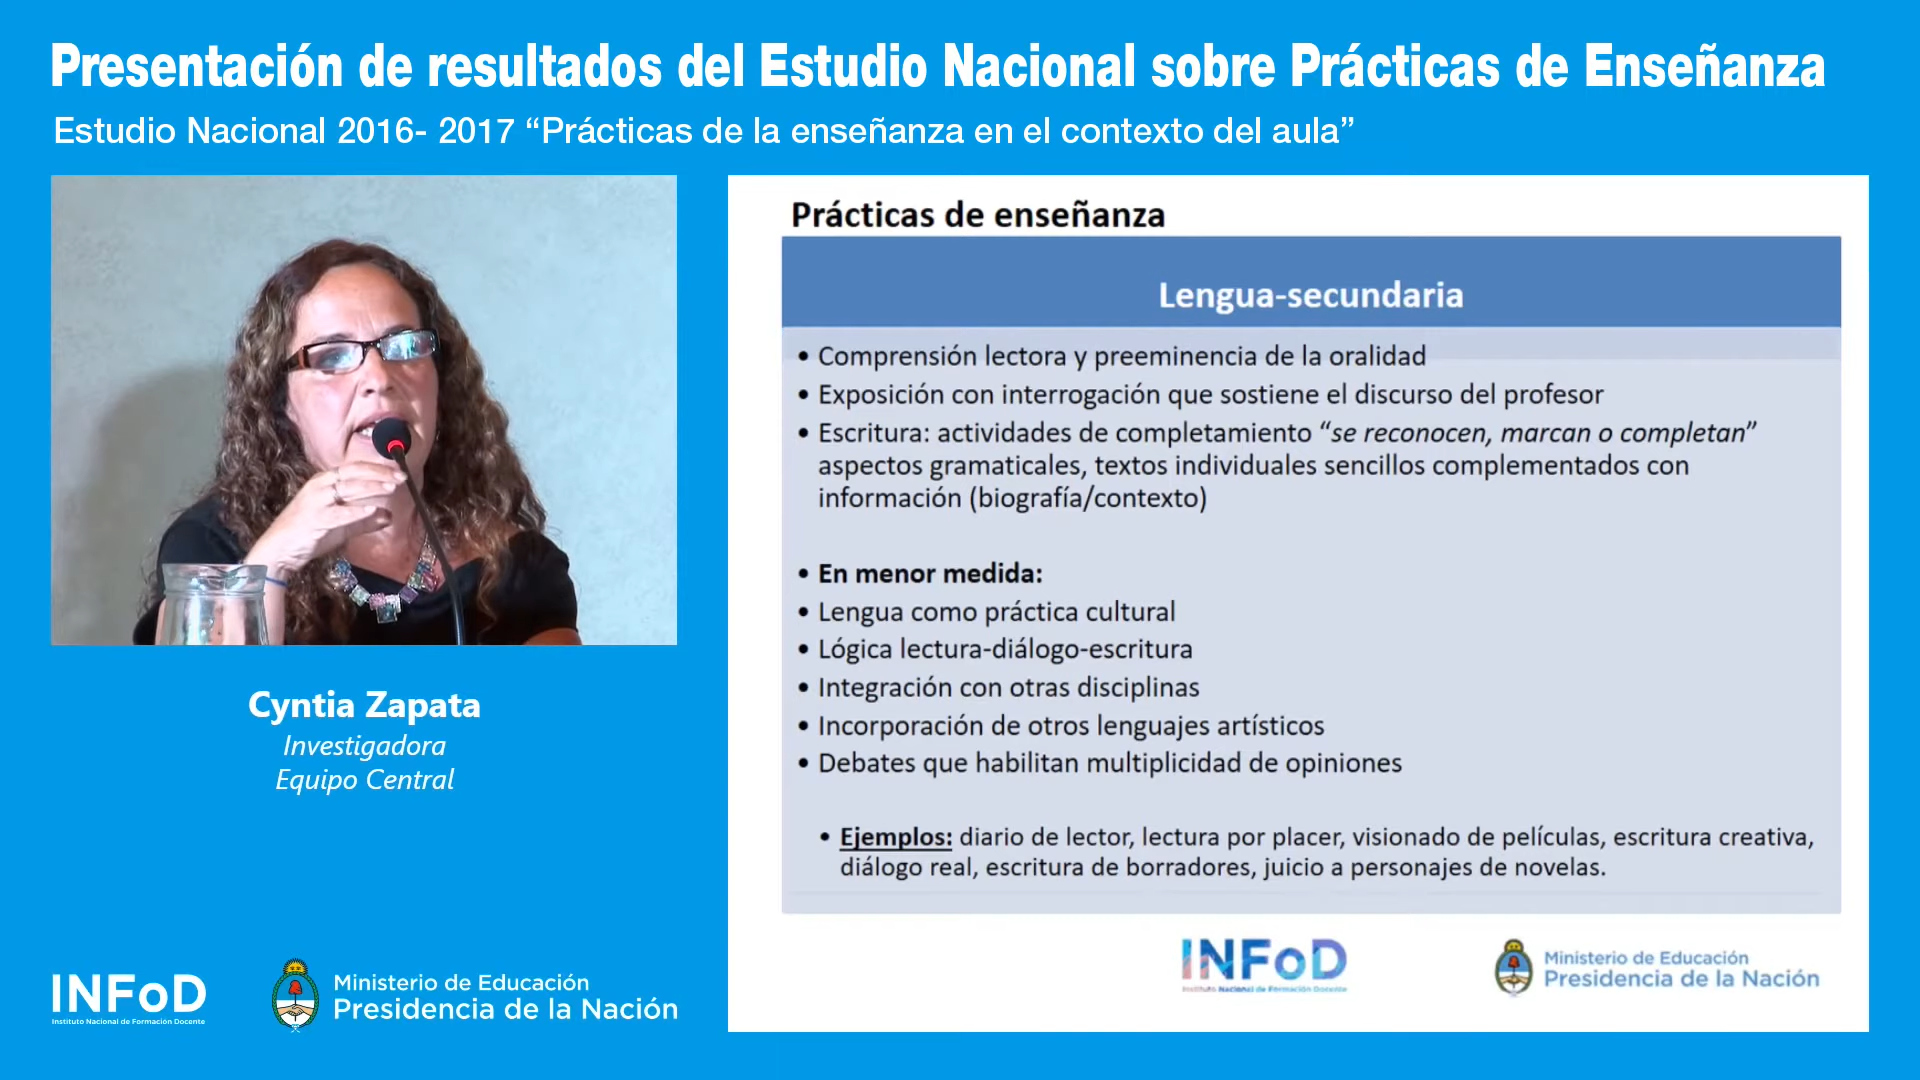 Presentación de resultados del Estudio Nacional sobre Prácticas de Enseñanza
Estudio Nacional 2016- 2017 “Prácticas de la enseñanza en el contexto del aula”
Cyntia Zapata
Investigadora
Equipo Central
INFoD
Instituto Nacional de Formación Docente
Ministerio de Educación
Presidencia de la Nación
Prácticas de enseñanza
Lengua-secundaria
• Comprensión lectora y preeminencia de la oralidad
• Exposición con interrogación que sostiene el discurso del profesor
• Escritura: actividades de completamiento “se reconocen, marcan o completan”
aspectos gramaticales, textos individuales sencillos complementados con
información (biografía/contexto)
• En menor medida:
• Lengua como práctica cultural
• Lógica lectura-diálogo-escritura
• Integración con otras disciplinas
• Incorporación de otros lenguajes artísticos
• Debates que habilitan multiplicidad de opiniones
• Ejemplos: diario de lector, lectura por placer, visionado de películas, escritura creativa,
diálogo real, escritura de borradores, juicio a personajes de novelas.
INFoD
Instituto Nacional de Formación Docente
Ministerio de Educación
Presidencia de la Nación